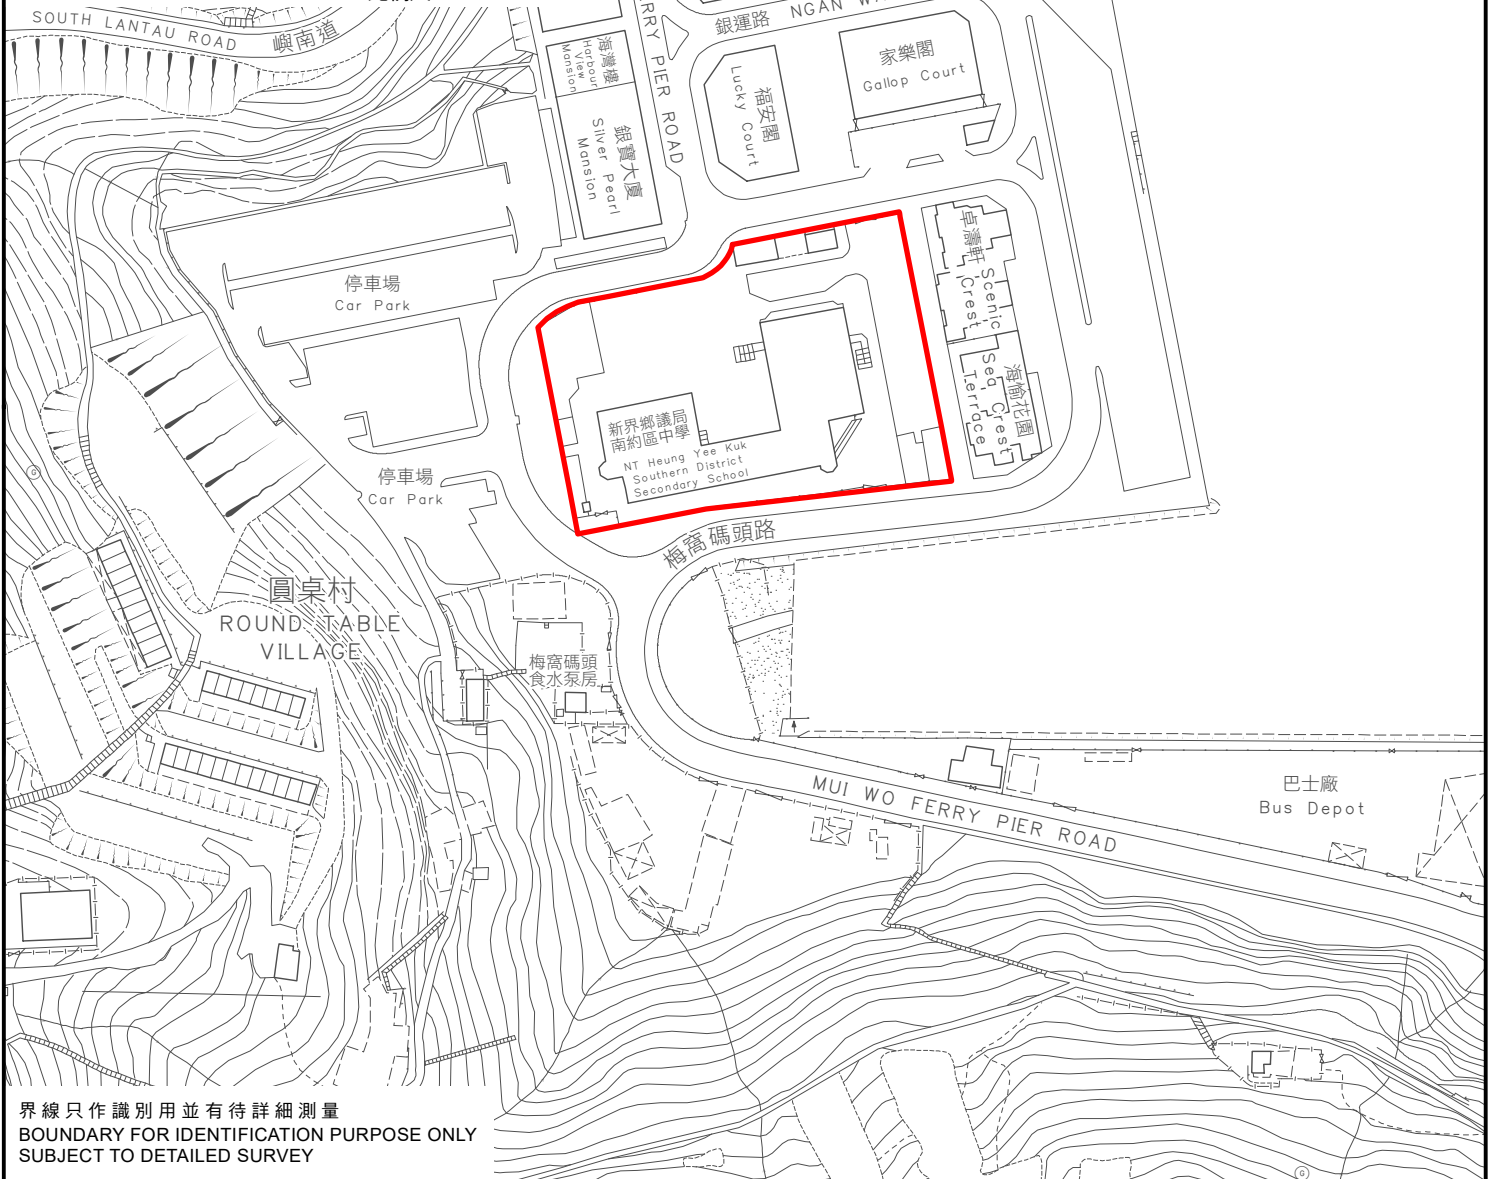 SOUTH LANTAU ROAD
嶼南道
銀運路
海灣樓
Harbour
View
Mansion
銀寶大廈
Silver Pearl
Mansion
PIER ROAD
福安閣
Lucky Court
家樂閣
Gallop Court
卓濤軒
Scenic
Crest
海愉花園
Sea Crest
Terrace
停車場
Car Park
新界鄉議局
南約區中學
NT Heung Yee Kuk
Southern District
Secondary School
停車場
Car Park
梅窩碼頭路
圓桌村
ROUND TABLE
VILLAGE
梅窩碼頭
食水泵房
MUI WO FERRY PIER ROAD
巴士廠
Bus Depot
G
G
界線只作識別用並有待詳細測量
BOUNDARY FOR IDENTIFICATION PURPOSE ONLY
SUBJECT TO DETAILED SURVEY